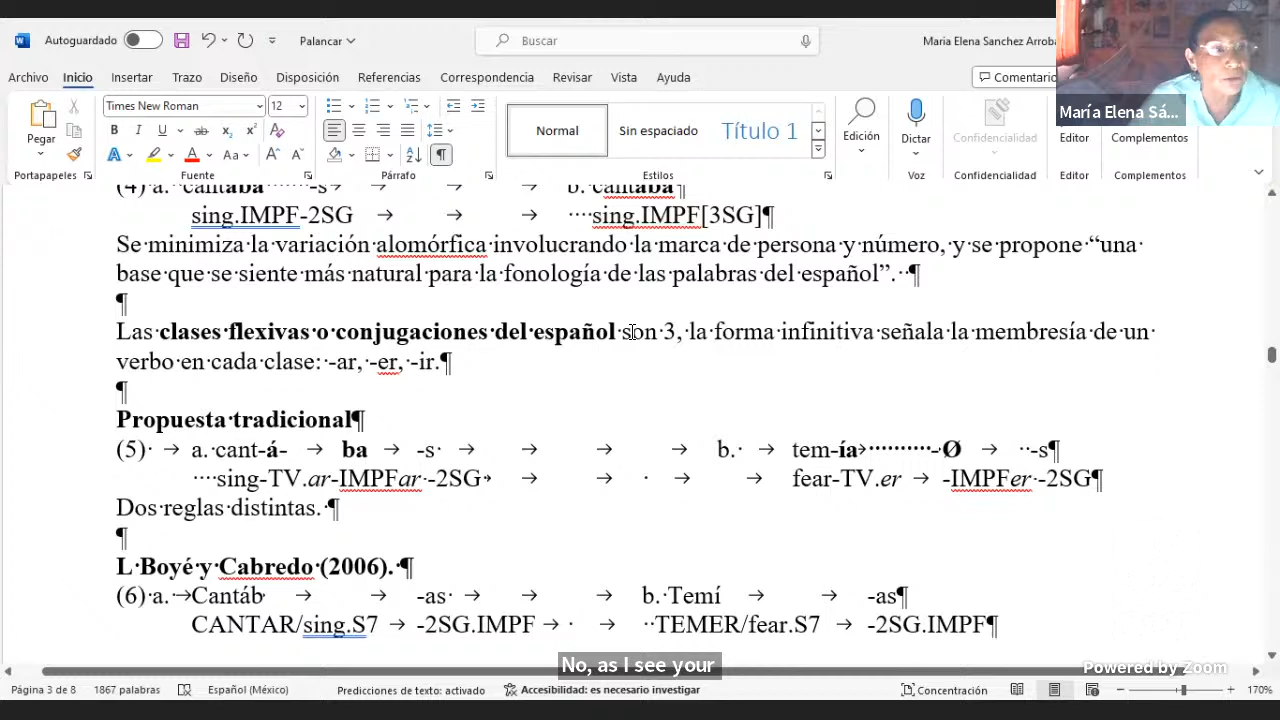 Autoguardado
Palancar
Buscar
Maria Elena Sanchez Arroba
Archivo Inicio Insertar Trazo Diseño Disposición Referencias Correspondencia Revisar Vista Ayuda
Comentario
María Elena Sá...
Times New Roman 12
Pegar
Normal Sin espaciado Título 1
Edición Dictar Confidencialidad Editor Complementos
Portapapeles Fuente Párrafo Estilos Voz Confidencialidad Editor Complementos
(4) a. cantaba -s → → → b. cantaba¶
sing.IMPF-2SG → → → sing.IMPF[3SG]¶
Se minimiza la variación alomórfica involucrando la marca de persona y número, y se propone “una
base que se siente más natural para la fonología de las palabras del español”. ¶
¶
Las clases flexivas o conjugaciones del español son 3, la forma infinitiva señala la membresía de un
verbo en cada clase: -ar, -er, -ir.¶
¶
Propuesta tradicional¶
(5) → a. cant-á- → ba → -s → → → b. → tem-ía→ -Ø → -s¶
sing-TV.ar-IMPFar -2SG → → → → fear-TV.er → -IMPFer -2SG¶
Dos reglas distintas. ¶
¶
L Boyé y Cabredo (2006). ¶
(6) a. →Cantáb → → -as → → → b. Temí → → -as¶
CANTAR/sing.S7 → -2SG.IMPF → → TEMER/fear.S7 → -2SG.IMPF¶
No, as I see your
Powered by Zoom
Página 3 de 8 1867 palabras Español (México) Predicciones de texto: activado Accesibilidad: es necesario investigar Concentración 170%